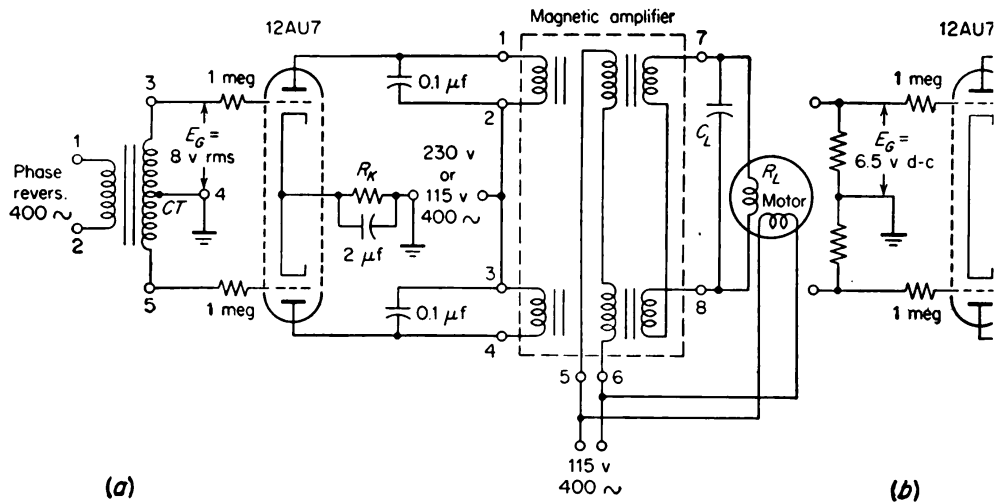 Magnetic amplifier
12AU7
1
7
12AU7
1 meg
0.1 μf
1 meg
3
2
E_G =
8 v rms
C_L
E_G =
6.5 v d-c
1
Phase
revers.
400 ~
2
4
CT
R_K
2 μf
230 v
or
115 v
400 ~
R_L
Motor
5
1 meg
0.1 μf
3
4
8
1 meg
5
6
115 v
400 ~
(a)
(b)